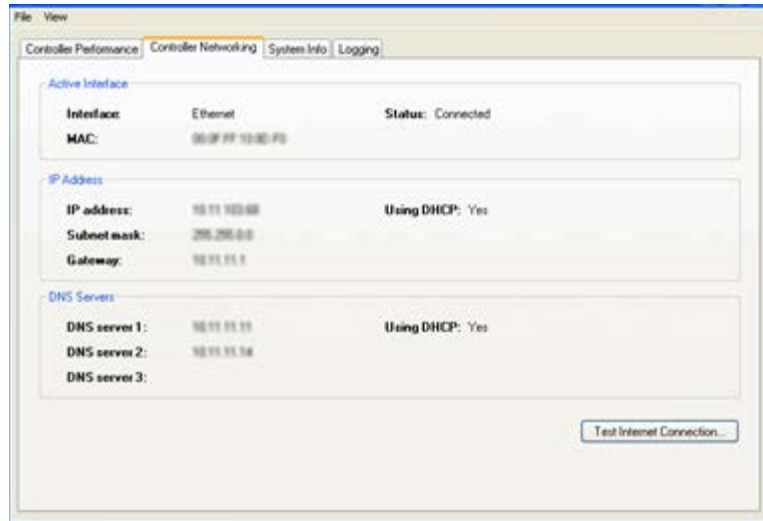 File View
Controller Performance Controller Networking System Info Logging
Active Interface
Interface: Ethernet Status: Connected
MAC:
IP Address
IP address: Using DHCP: Yes
Subnet mask:
Gateway:
DNS Servers
DNS server 1: Using DHCP: Yes
DNS server 2:
DNS server 3:
Test Internet Connection...